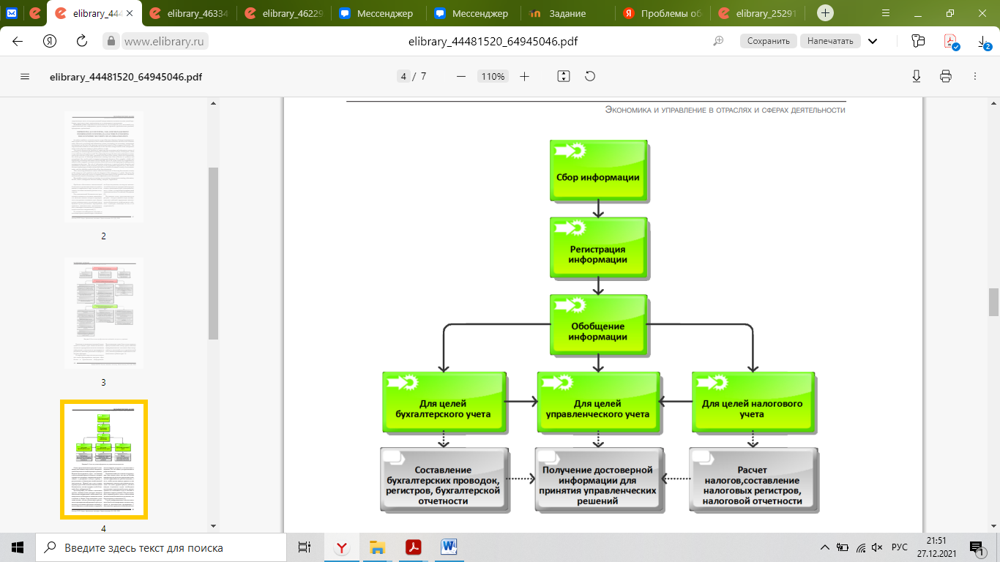 elibrary_444
elibrary_46334
elibrary_46229
Мессенджер
Мессенджер
Задание
Проблемы об
elibrary_25291
www.elibrary.ru
elibrary_44481520_64945046.pdf
Сохранить
Напечатать
2
elibrary_44481520_64945046.pdf
4 / 7
110%
2
3
4
Экономика и управление в отраслях и сферах деятельности
Сбор информации
Регистрация
информации
Обобщение
информации
Для целей
бухгалтерского учета
Для целей
управленческого учета
Для целей налогового
учета
Составление
бухгалтерских проводок,
регистров, бухгалтерской
отчетности
Получение достоверной
информации для
принятия управленческих
решений
Расчет
налогов,составление
налоговых регистров,
налоговой отчетности
Введите здесь текст для поиска
РУС
21:51
27.12.2021
1